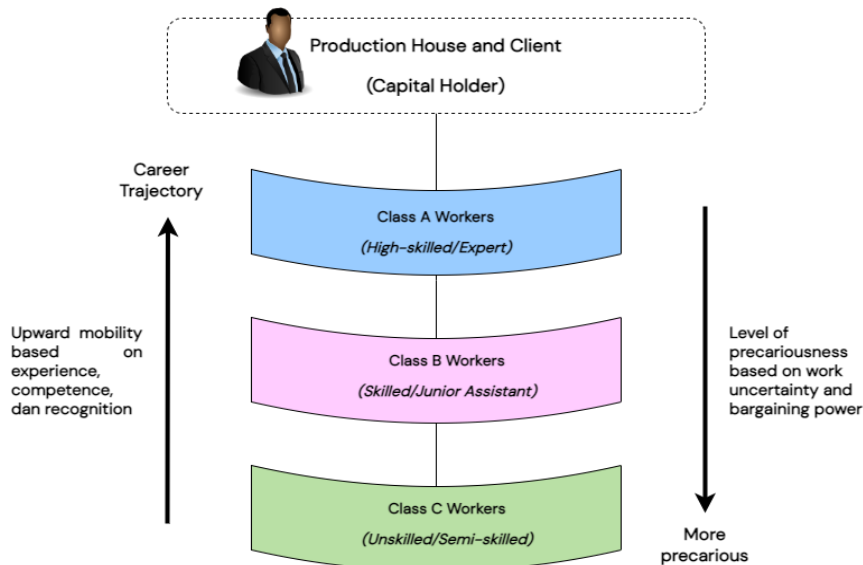 Production House and Client
(Capital Holder)
Career
Trajectory
Class A Workers
(High-skilled/Expert)
Upward mobility
based on
experience,
competence,
dan recognition
Class B Workers
(Skilled/Junior Assistant)
Level of
precariousness
based on work
uncertainty and
bargaining power
Class C Workers
(Unskilled/Semi-skilled)
More
precarious